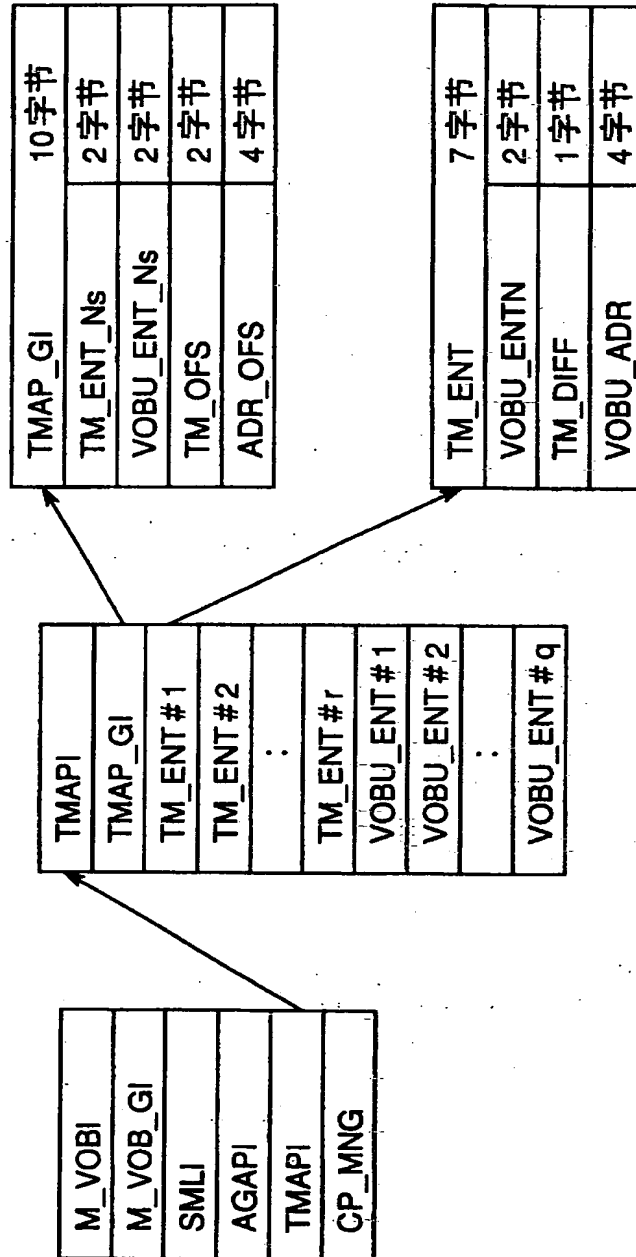 M_VOBI
M_VOB_GI
SMLI
AGAPI
TMAPI
CP_MNG
TMAPI
TMAP_GI
TM_ENT#1
TM_ENT#2
:
TM_ENT#r
VOBU_ENT#1
VOBU_ENT#2
:
VOBU_ENT#q
TMAP_GI 10字节
TM_ENT_Ns 2字节
VOBU_ENT_Ns 2字节
TM_OFS 2字节
ADR_OFS 4字节
TM_ENT 7字节
VOBU_ENTN 2字节
TM_DIFF 1字节
VOBU_ADR 4字节